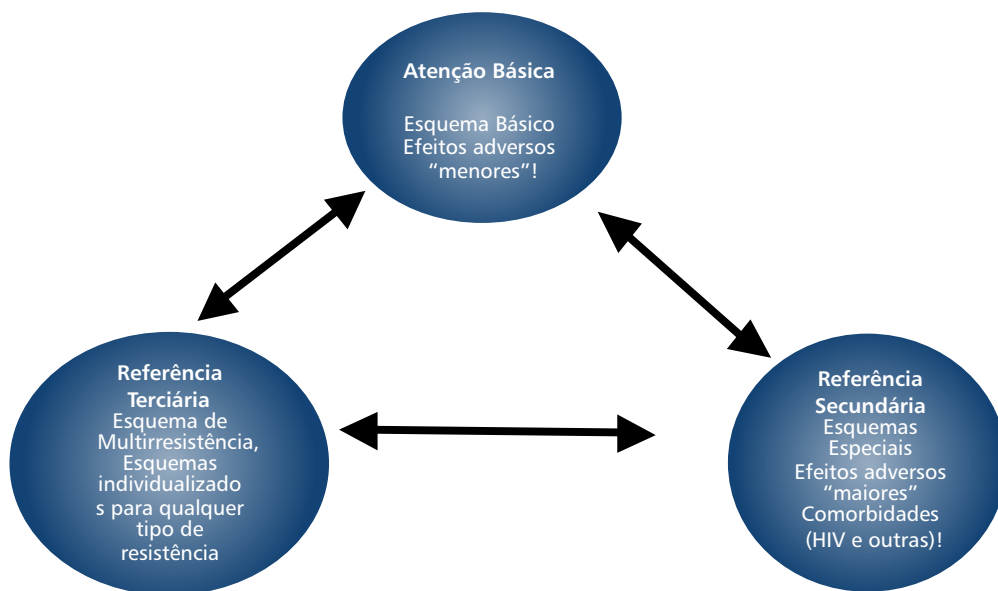 Atenção Básica
Esquema Básico
Efeitos adversos
“menores”!
Referência
Terciária
Esquema de
Multirresistência,
Esquemas
individualizado
s para qualquer
tipo de
resistência
Referência
Secundária
Esquemas
Especiais
Efeitos adversos
“maiores”
Comorbidades
(HIV e outras)!